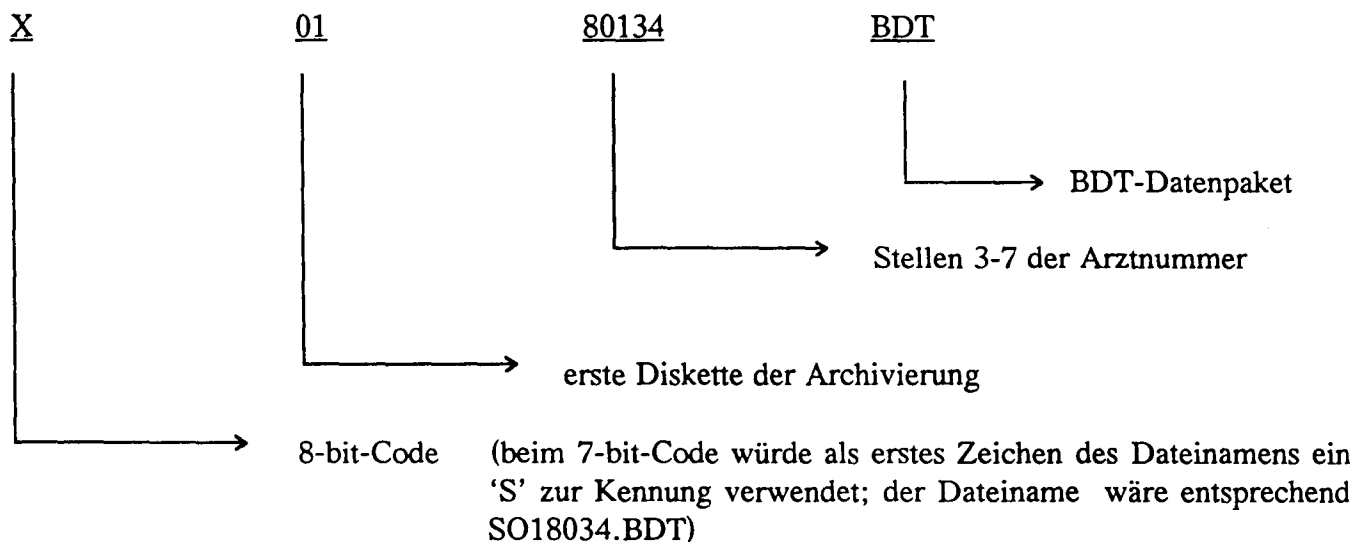 X 01 80134 BDT
BDT-Datenpaket
Stellen 3-7 der Arztnummer
erste Diskette der Archivierung
8-bit-Code (beim 7-bit-Code würde als erstes Zeichen des Dateinamens ein
‘S’ zur Kennung verwendet; der Dateiname wäre entsprechend
SO18034.BDT)